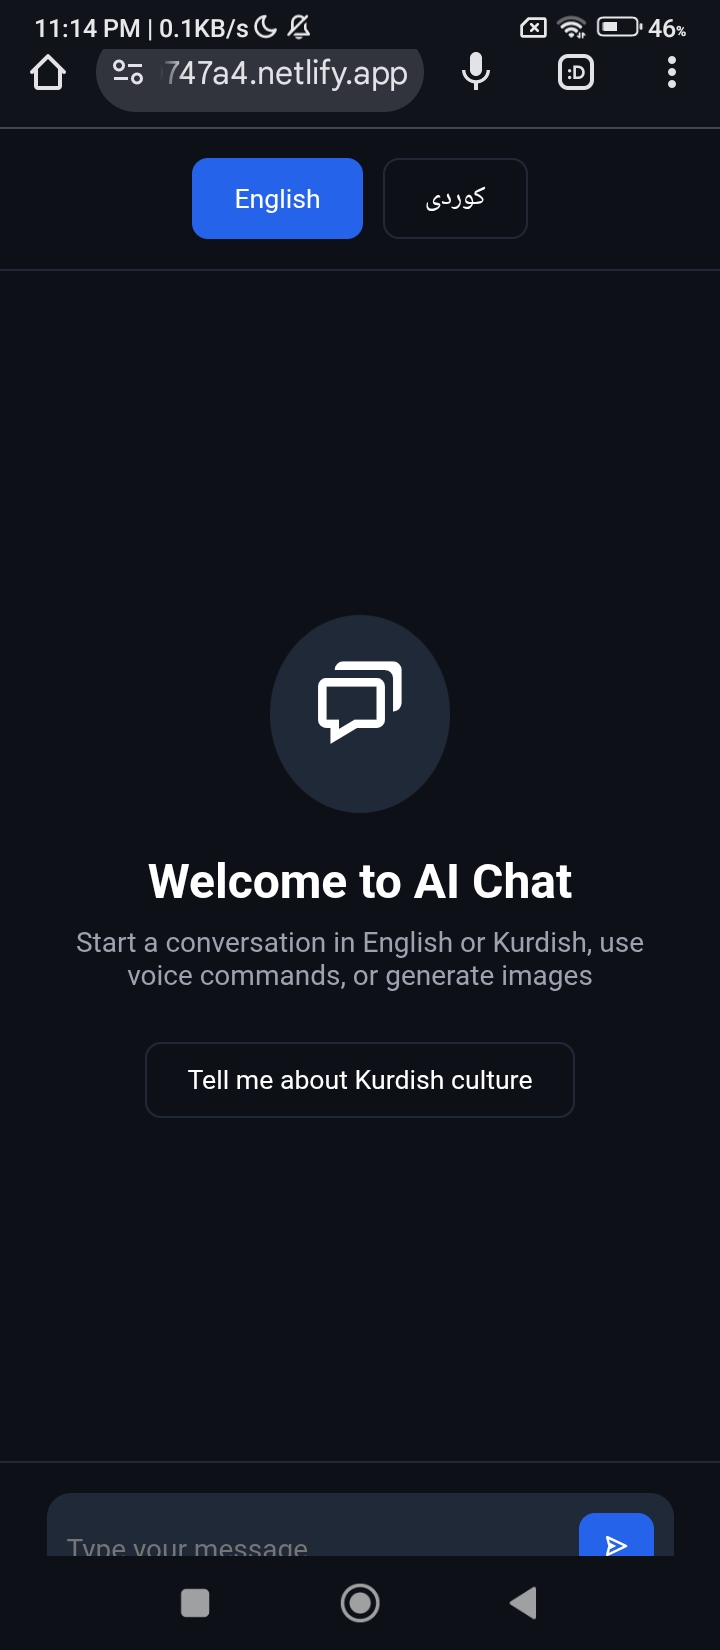 11:14 PM | 0.1KB/s 46%
747a4.netlify.app :D
English کوردی
Welcome to AI Chat
Start a conversation in English or Kurdish, use
voice commands, or generate images
Tell me about Kurdish culture
Type your message